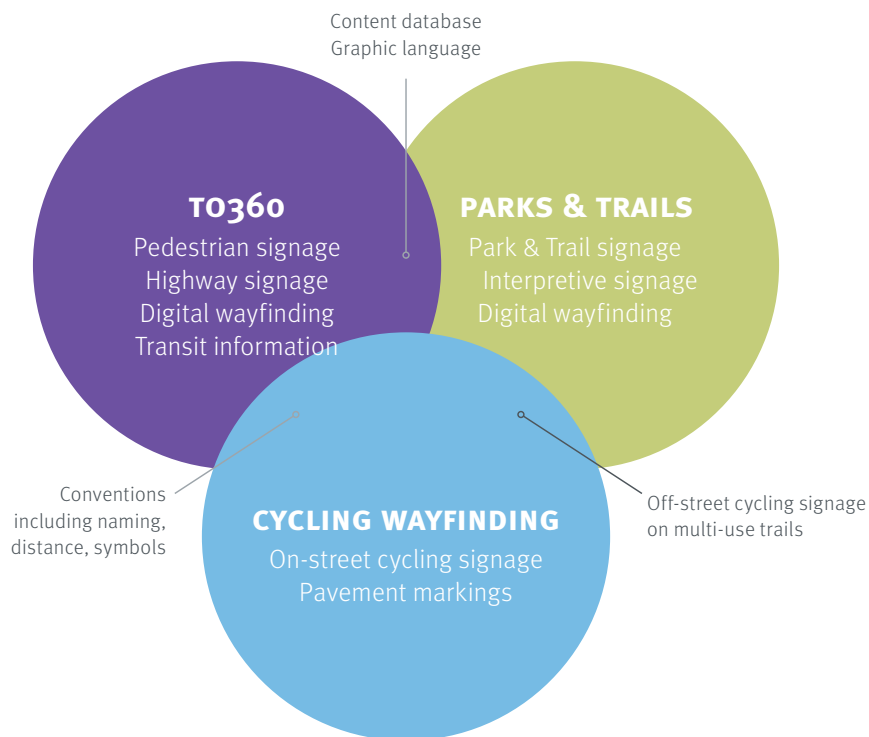 Content database
Graphic language
TO360
Pedestrian signage
Highway signage
Digital wayfinding
Transit information
PARKS & TRAILS
Park & Trail signage
Interpretive signage
Digital wayfinding
Conventions
including naming,
distance, symbols
Off-street cycling signage
on multi-use trails
CYCLING WAYFINDING
On-street cycling signage
Pavement markings